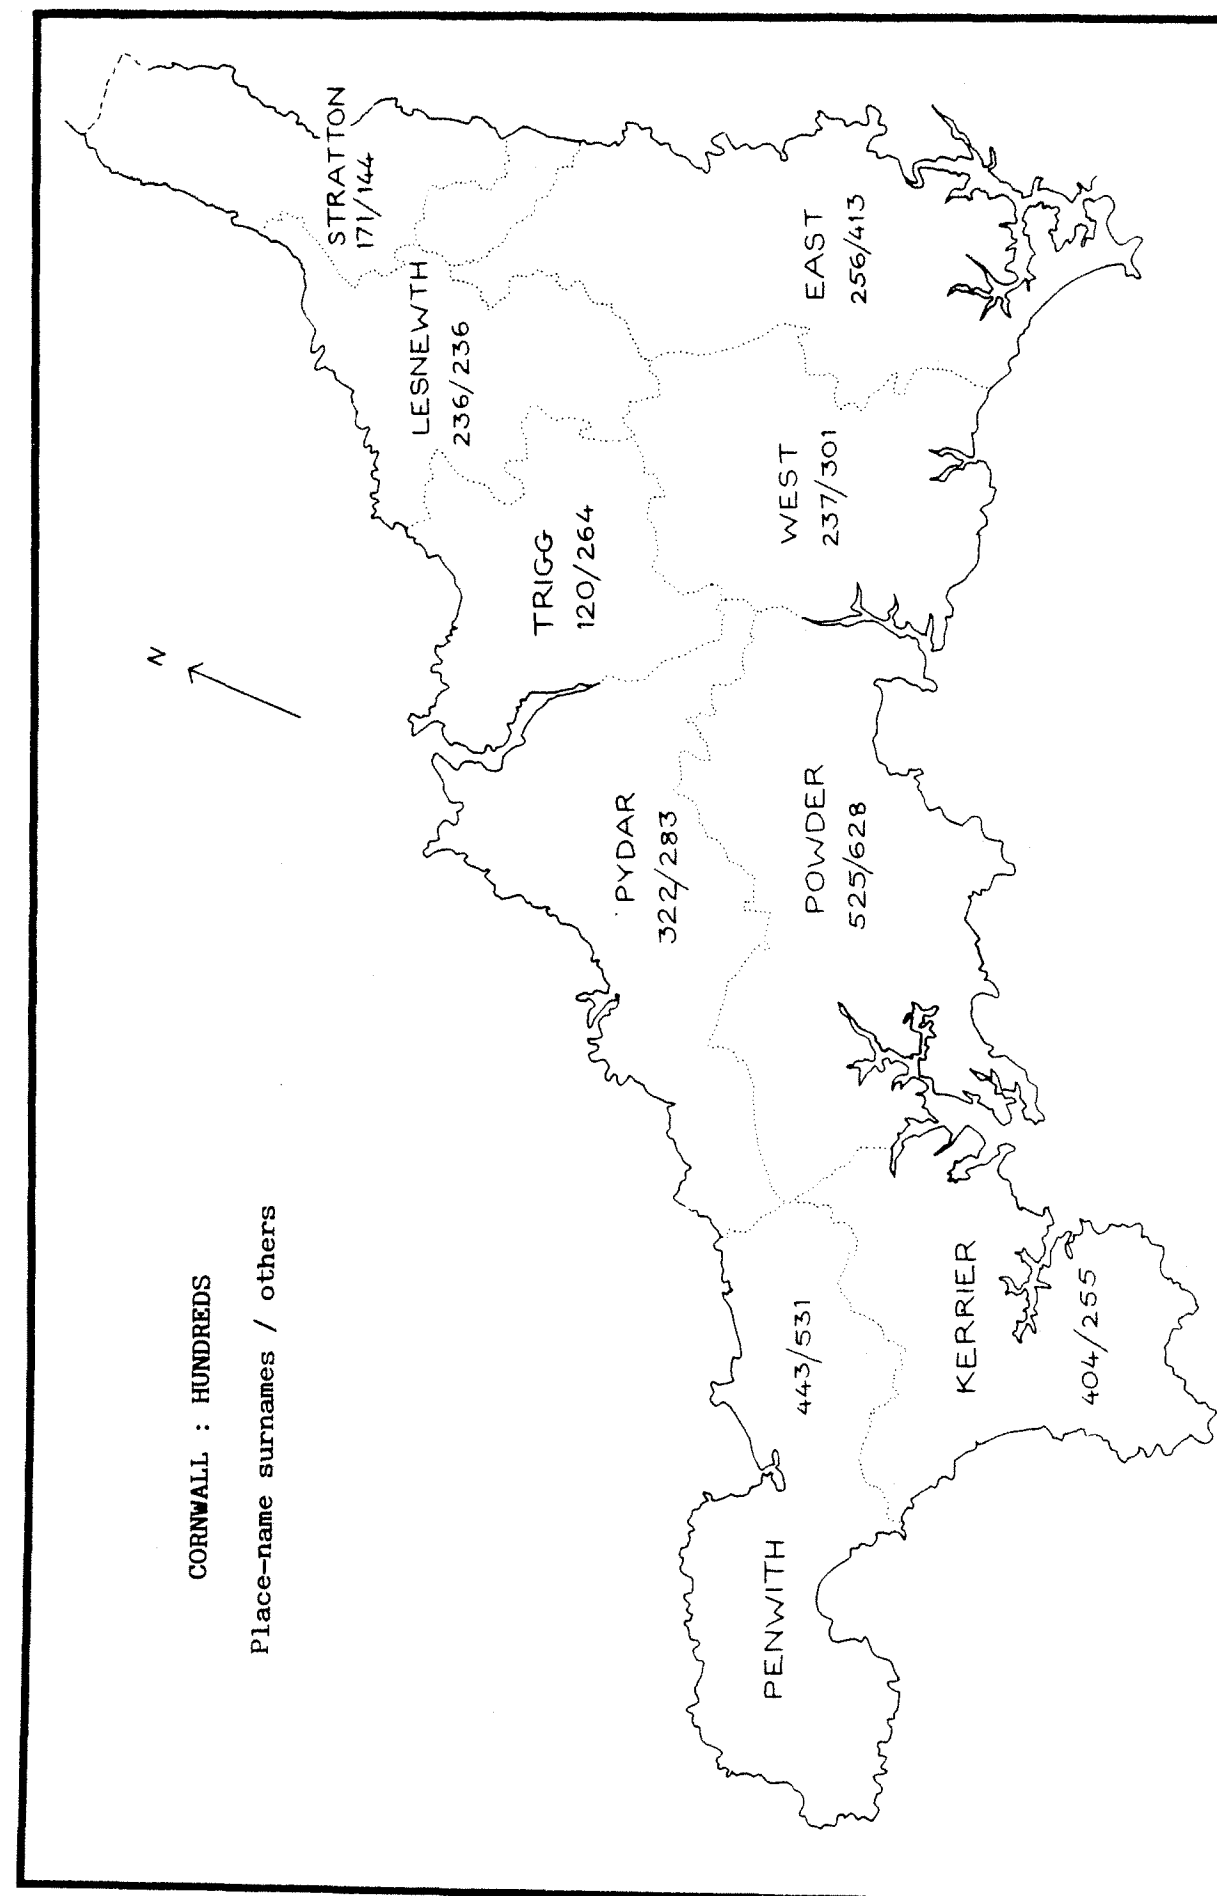 CORNWALL : HUNDREDS
Place-name surnames / others
N
STRATTON
171/144
LESNEWTH
236/236
TRIGG
120/264
EAST
256/413
WEST
237/301
PYDAR
322/283
POWDER
525/628
PENWITH
443/531
KERRIER
404/255